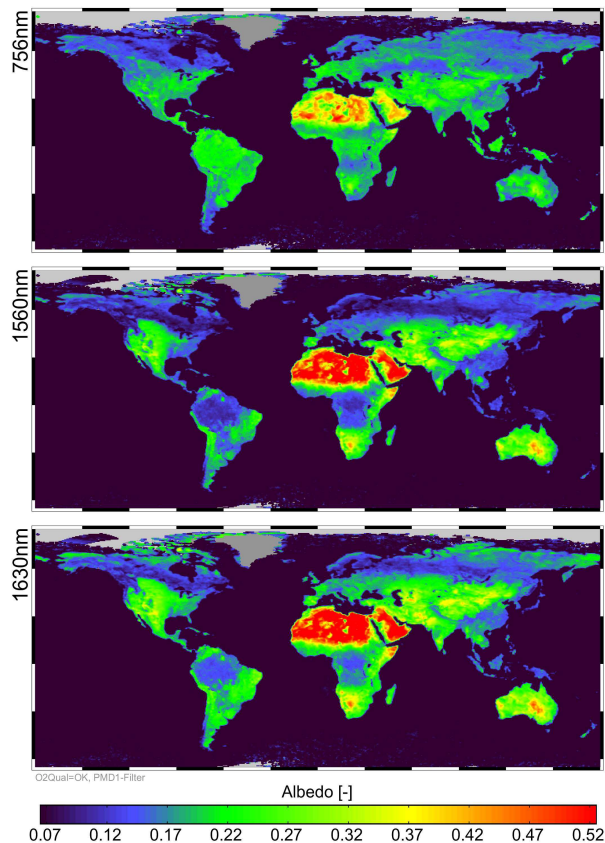 756nm
1560nm
1630nm
O2Qual=OK, PMD1-Filter
Albedo [-]
0.07 0.12 0.17 0.22 0.27 0.32 0.37 0.42 0.47 0.52